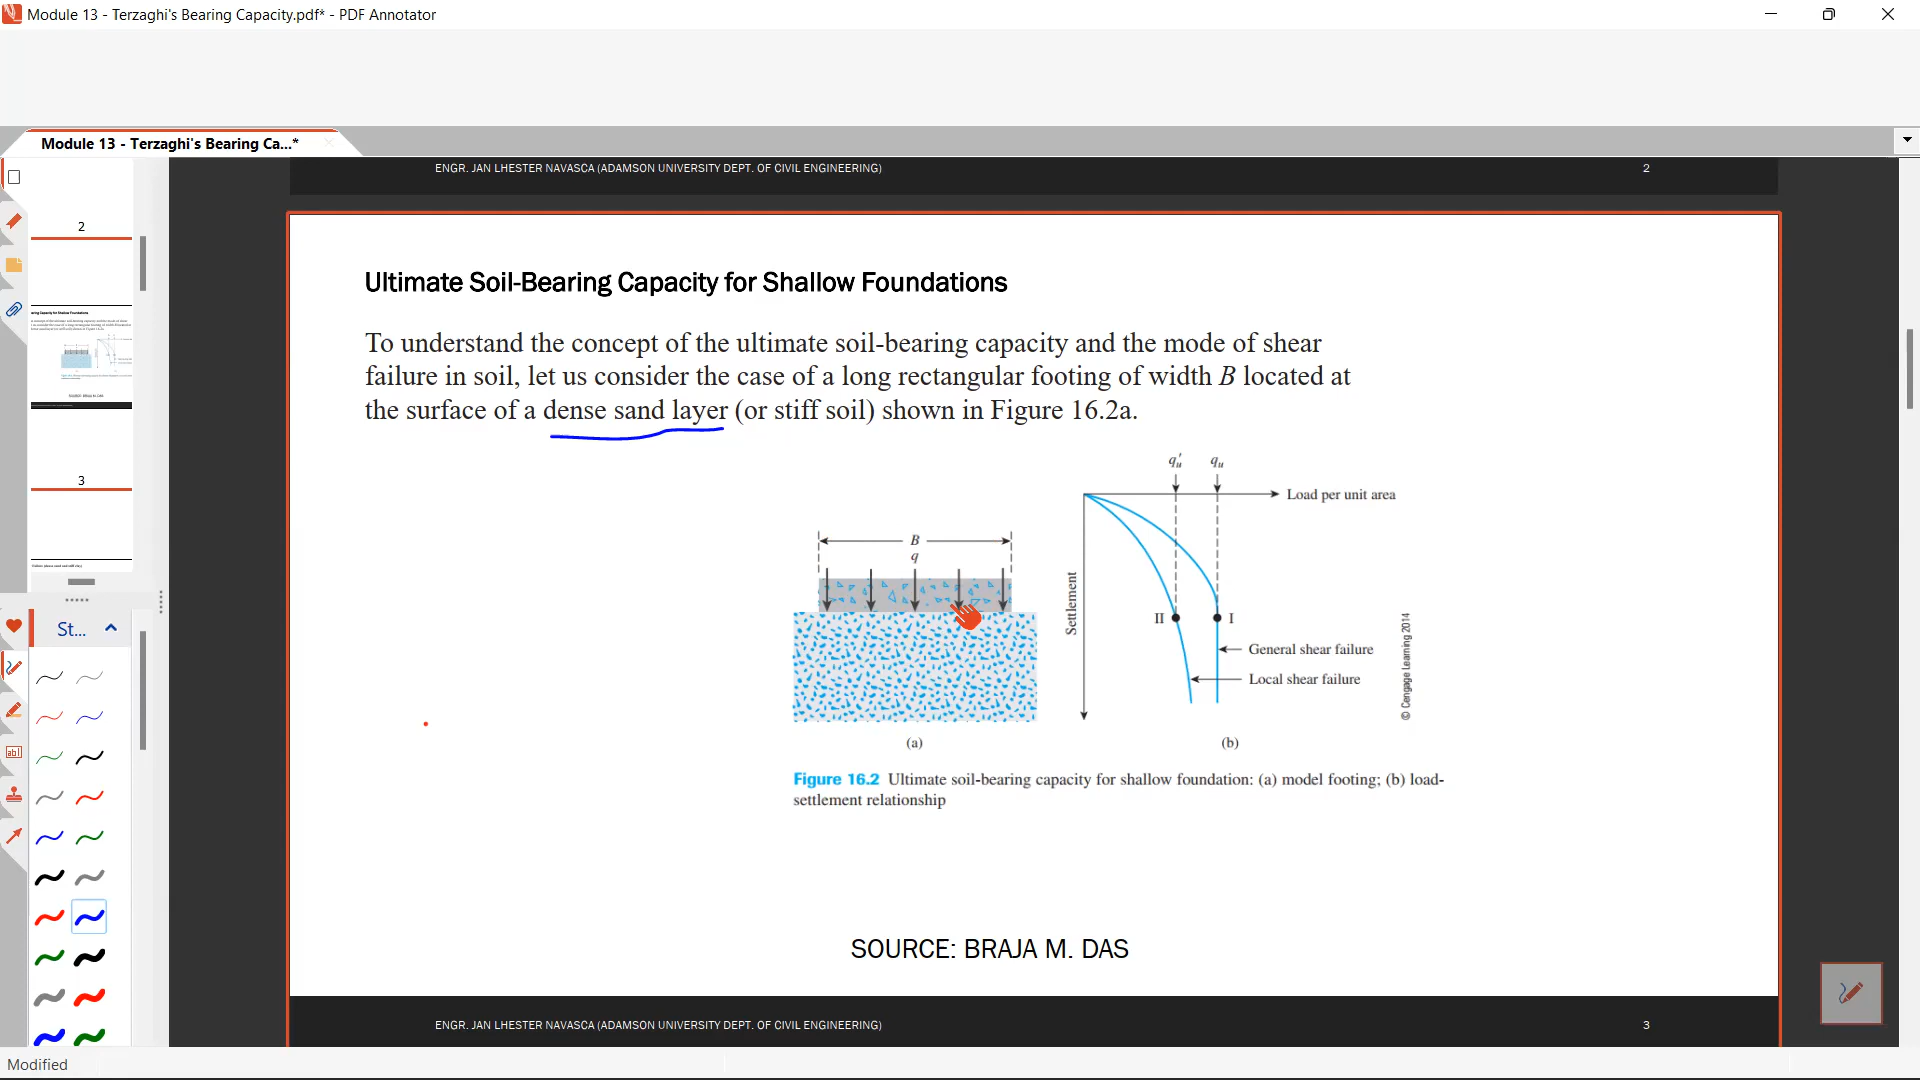 Module 13 - Terzaghi's Bearing Capacity.pdf* - PDF Annotator
Module 13 - Terzaghi's Bearing Ca...*
ENGR. JAN LHESTER NAVASCA (ADAMSON UNIVERSITY DEPT. OF CIVIL ENGINEERING) 2
2
3
St...
Ultimate Soil-Bearing Capacity for Shallow Foundations
To understand the concept of the ultimate soil-bearing capacity and the mode of shear
failure in soil, let us consider the case of a long rectangular footing of width B located at
the surface of a dense sand layer (or stiff soil) shown in Figure 16.2a.
q'u qu
Load per unit area
B
q
Settlement
II I
General shear failure
Local shear failure
© Cengage Learning 2014
(a) (b)
Figure 16.2 Ultimate soil-bearing capacity for shallow foundation: (a) model footing; (b) load-
settlement relationship
SOURCE: BRAJA M. DAS
ENGR. JAN LHESTER NAVASCA (ADAMSON UNIVERSITY DEPT. OF CIVIL ENGINEERING) 3
Modified